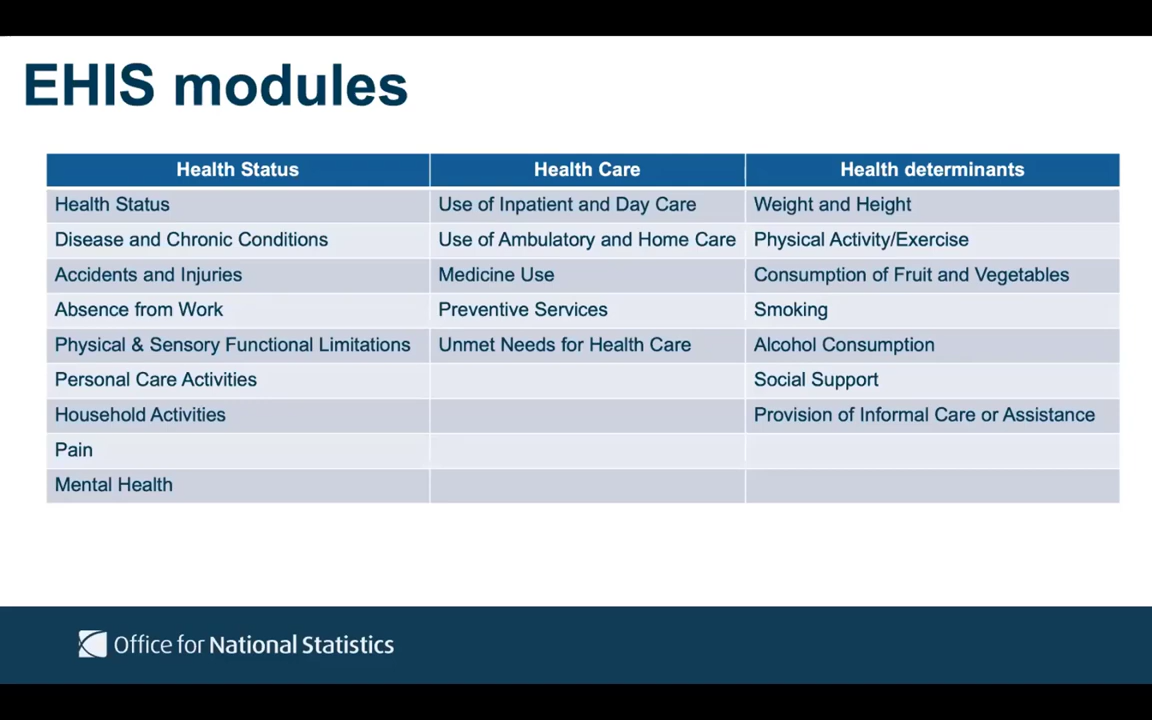 EHIS modules
Health Status Health Care Health determinants
Health Status Use of Inpatient and Day Care Weight and Height
Disease and Chronic Conditions Use of Ambulatory and Home Care Physical Activity/Exercise
Accidents and Injuries Medicine Use Consumption of Fruit and Vegetables
Absence from Work Preventive Services Smoking
Physical & Sensory Functional Limitations Unmet Needs for Health Care Alcohol Consumption
Personal Care Activities Social Support
Household Activities Provision of Informal Care or Assistance
Pain
Mental Health
Office for National Statistics